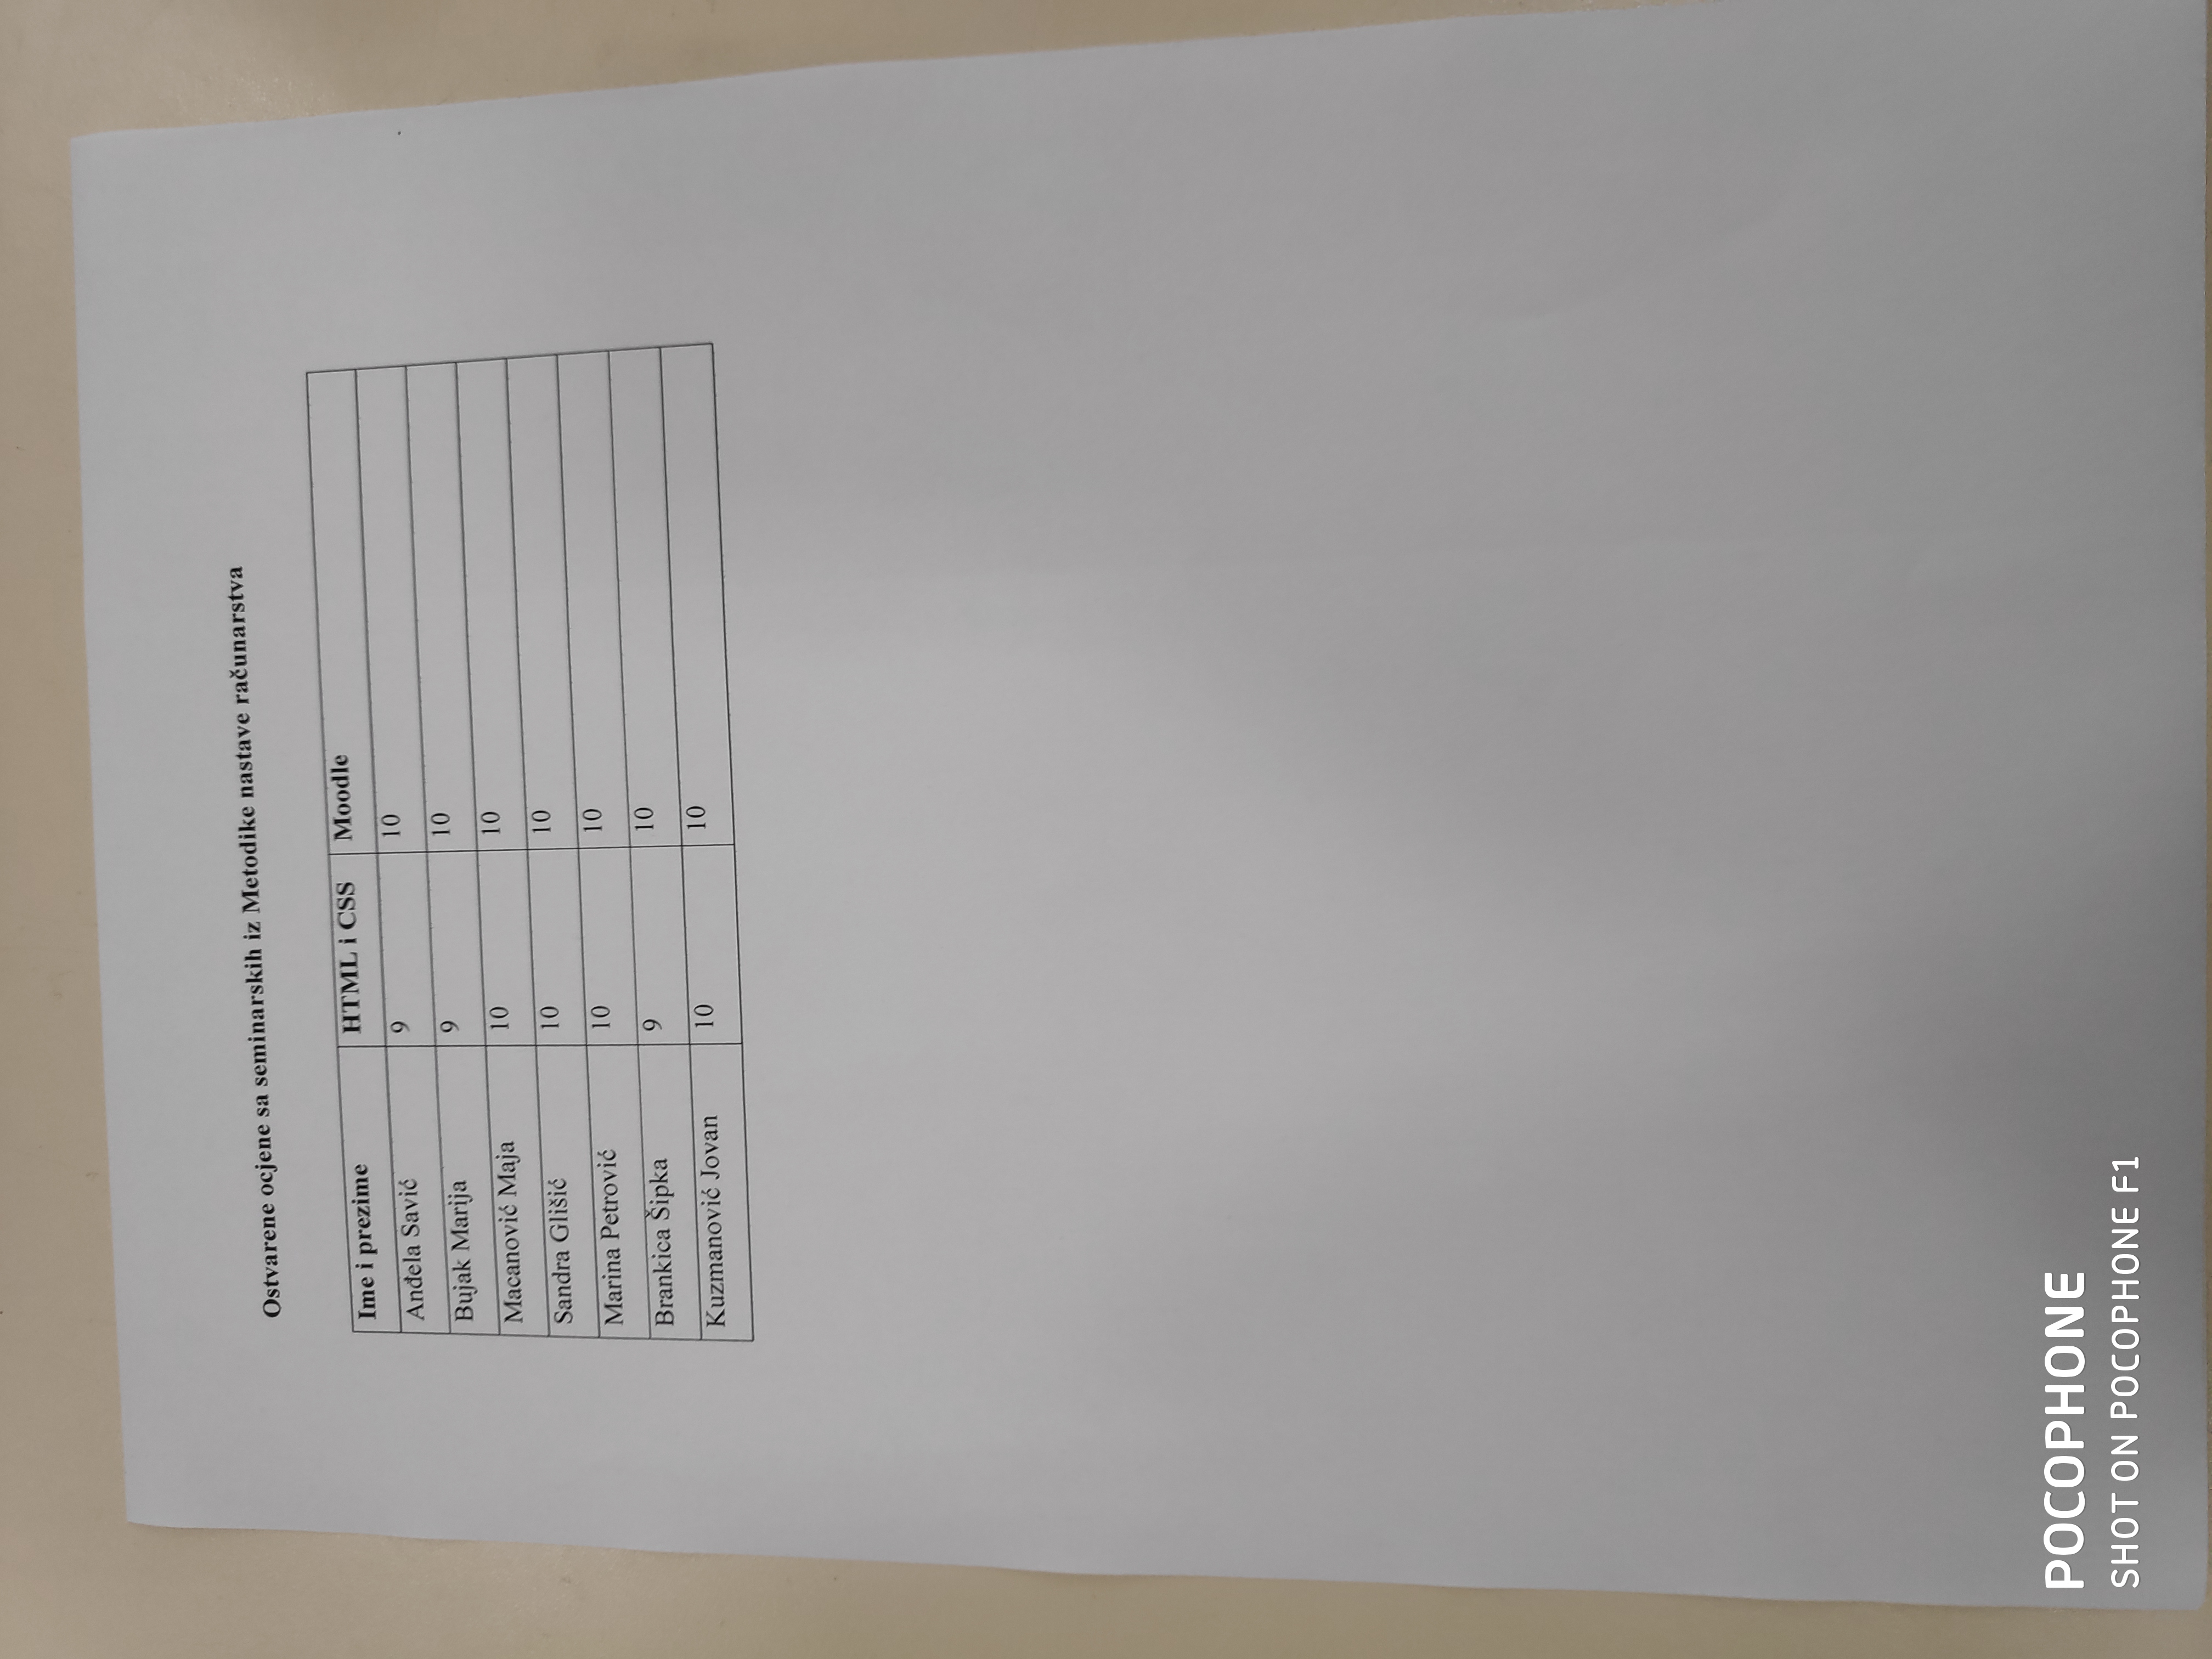 Ostvarene ocjene sa seminarskih iz Metodike nastave računarstva
Ime i prezime HTML i CSS Moodle
Anđela Savić 9 10
Bujak Marija 9 10
Macanović Maja 10 10
Sandra Glišić 10 10
Marina Petrović 10 10
Brankica Šipka 9 10
Kuzmanović Jovan 10 10
POCOPHONE
SHOT ON POCOPHONE F1